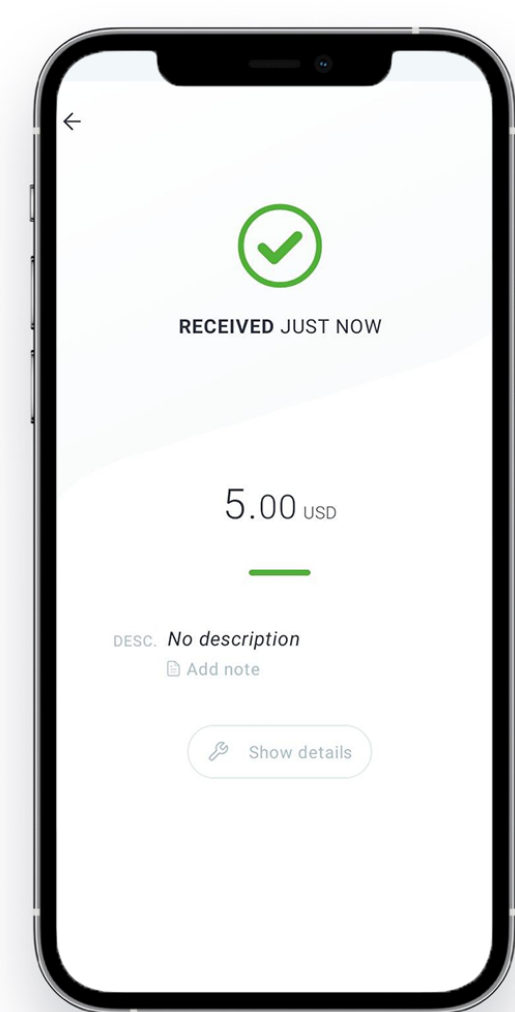 RECEIVED JUST NOW
5.00 USD
DESC. No description
Add note
Show details